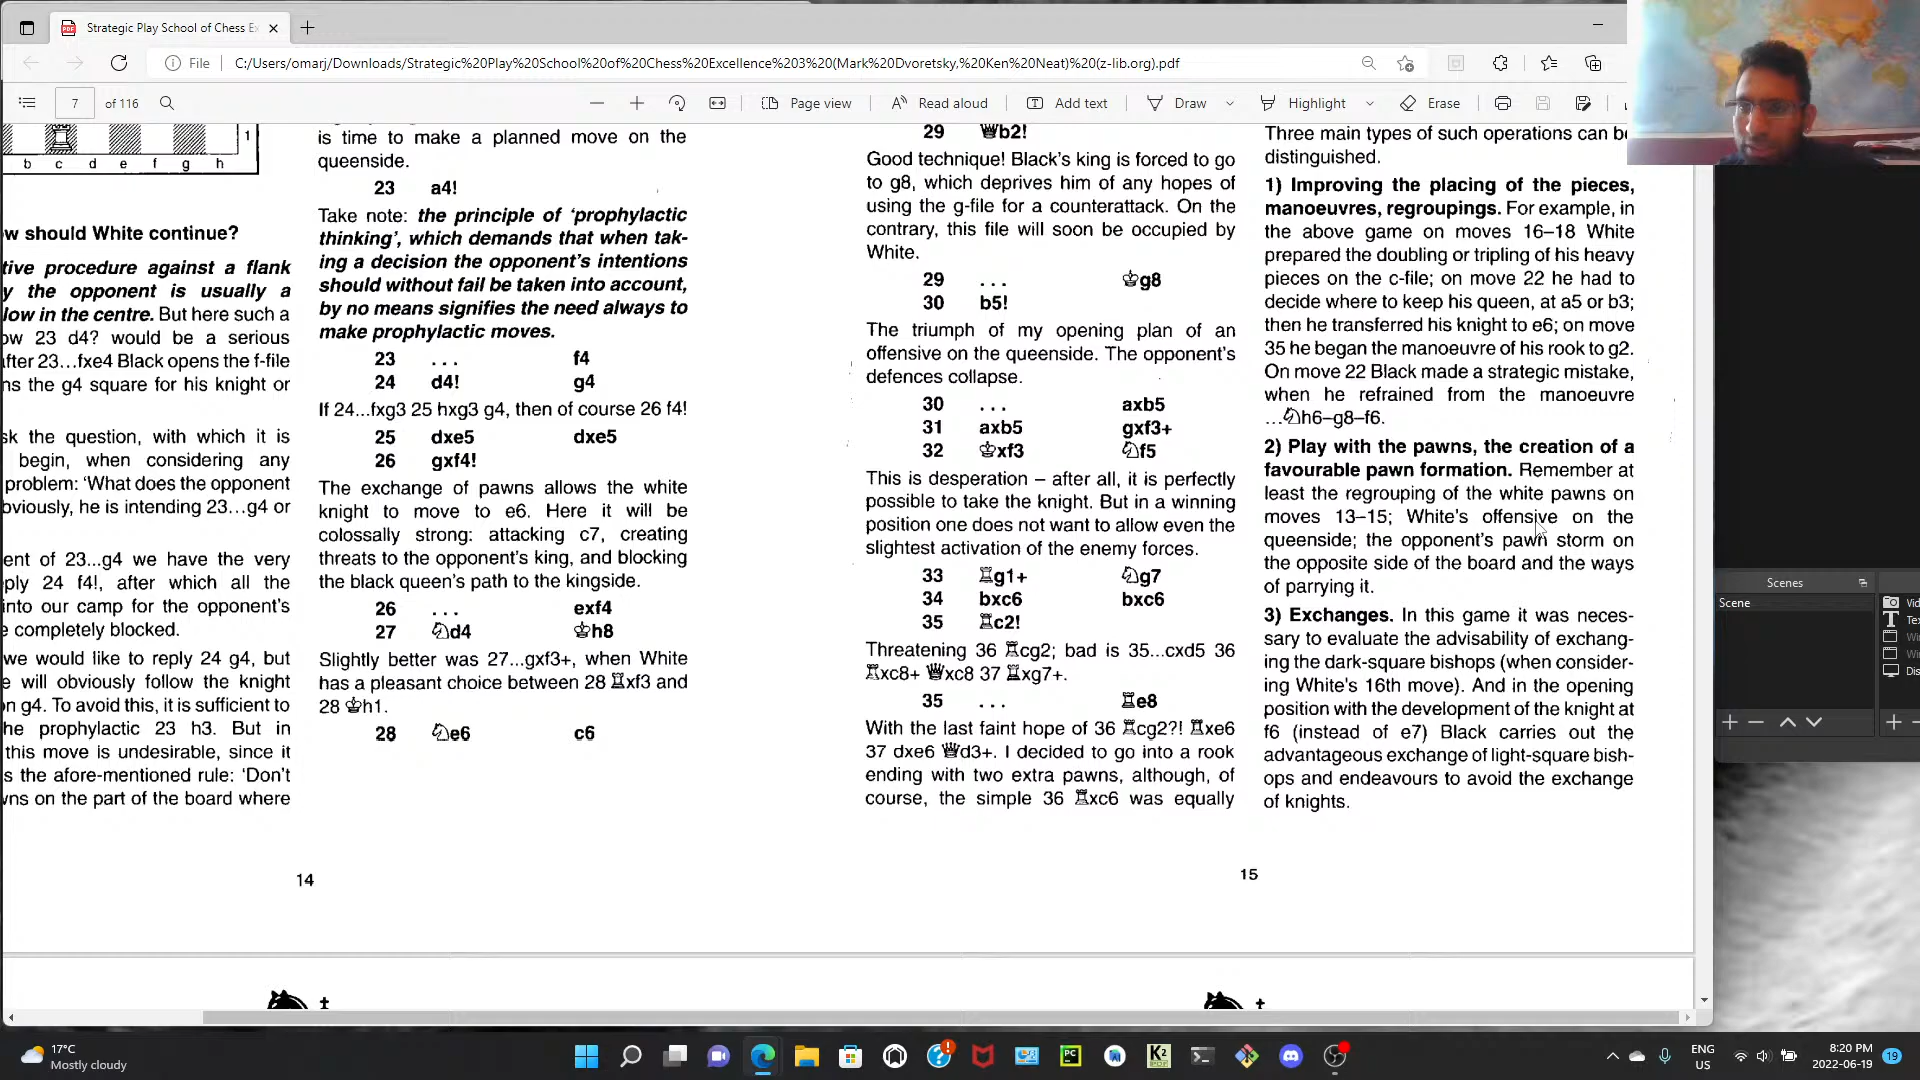 Strategic Play School of Chess Ex
File
C:/Users/omarj/Downloads/Strategic%20Play%20School%20of%20Chess%20Excellence%203%20(Mark%20Dvoretsky,%20Ken%20Neat)%20(z-lib.org).pdf
7 of 116
Page view
Read aloud
Add text
Draw
Highlight
Erase
1
b c d e f g h
w should White continue?
tive procedure against a flank
y the opponent is usually a
low in the centre. But here such a
ow 23 d4? would be a serious
after 23...fxe4 Black opens the f-file
ns the g4 square for his knight or
sk the question, with which it is
begin, when considering any
problem: 'What does the opponent
bviously, he is intending 23...g4 or
ent of 23...g4 we have the very
eply 24 f4!, after which all the
into our camp for the opponent's
e completely blocked.
we would like to reply 24 g4, but
e will obviously follow the knight
on g4. To avoid this, it is sufficient to
he prophylactic 23 h3. But in
this move is undesirable, since it
s the afore-mentioned rule: 'Don't
wns on the part of the board where
is time to make a planned move on the
queenside.
23 a4!
Take note: the principle of 'prophylactic
thinking', which demands that when tak-
ing a decision the opponent's intentions
should without fail be taken into account,
by no means signifies the need always to
make prophylactic moves.
23 ... f4
24 d4! g4
If 24...fxg3 25 hxg3 g4, then of course 26 f4!
25 dxe5 dxe5
26 gxf4!
The exchange of pawns allows the white
knight to move to e6. Here it will be
colossally strong: attacking c7, creating
threats to the opponent's king, and blocking
the black queen's path to the kingside.
26 ... exf4
27 ♘d4 ♔h8
Slightly better was 27...gxf3+, when White
has a pleasant choice between 28 ♖xf3 and
28 ♔h1.
28 ♘e6 c6
14
29 ♕b2!
Good technique! Black's king is forced to go
to g8, which deprives him of any hopes of
using the g-file for a counterattack. On the
contrary, this file will soon be occupied by
White.
29 ... ♔g8
30 b5!
The triumph of my opening plan of an
offensive on the queenside. The opponent's
defences collapse.
30 ... axb5
31 axb5 gxf3+
32 ♔xf3 ♘f5
This is desperation – after all, it is perfectly
possible to take the knight. But in a winning
position one does not want to allow even the
slightest activation of the enemy forces.
33 ♖g1+ ♘g7
34 bxc6 bxc6
35 ♖c2!
Threatening 36 ♖cg2; bad is 35...cxd5 36
♖xc8+ ♕xc8 37 ♖xg7+.
35 ... ♖e8
With the last faint hope of 36 ♖cg2?! ♖xe6
37 dxe6 ♕d3+. I decided to go into a rook
ending with two extra pawns, although, of
course, the simple 36 ♖xc6 was equally
Three main types of such operations can be
distinguished.
1) Improving the placing of the pieces,
manoeuvres, regroupings. For example, in
the above game on moves 16–18 White
prepared the doubling or tripling of his heavy
pieces on the c-file; on move 22 he had to
decide where to keep his queen, at a5 or b3;
then he transferred his knight to e6; on move
35 he began the manoeuvre of his rook to g2.
On move 22 Black made a strategic mistake,
when he refrained from the manoeuvre
...♘h6–g8–f6.
2) Play with the pawns, the creation of a
favourable pawn formation. Remember at
least the regrouping of the white pawns on
moves 13–15; White's offensive on the
queenside; the opponent's pawn storm on
the opposite side of the board and the ways
of parrying it.
3) Exchanges. In this game it was neces-
sary to evaluate the advisability of exchang-
ing the dark-square bishops (when consider-
ing White's 16th move). And in the opening
position with the development of the knight at
f6 (instead of e7) Black carries out the
advantageous exchange of light-square bish-
ops and endeavours to avoid the exchange
of knights.
15
Scenes
Scene
Vid
Tex
Wi
Wi
Dis
17°C
Mostly cloudy
ENG
US
8:20 PM
2022-06-19
19